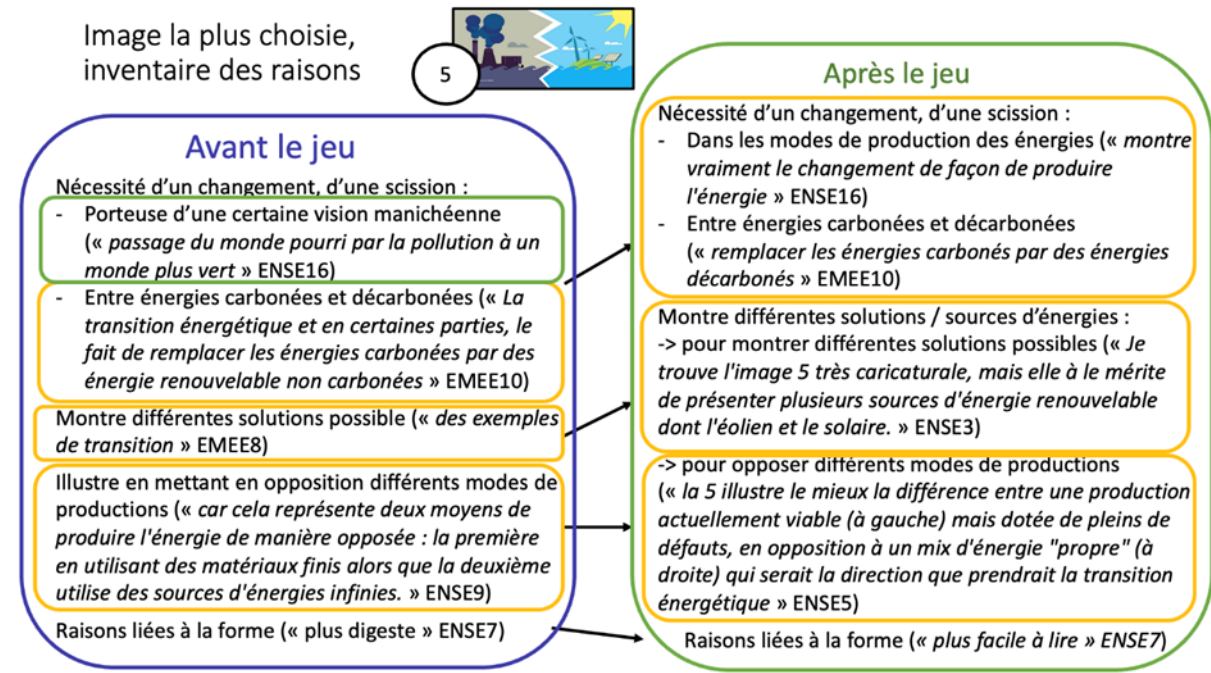 Image la plus choisie,
inventaire des raisons
5
Avant le jeu
Nécessité d'un changement, d'une scission :
- Porteuse d'une certaine vision manichéenne
(« passage du monde pourri par la pollution à un
monde plus vert » ENSE16)
- Entre énergies carbonées et décarbonées (« La
transition énergétique et en certaines parties, le
fait de remplacer les énergies carbonées par des
énergie renouvelable non carbonées » EMEE10)
Montre différentes solutions possible (« des exemples
de transition » EMEE8)
Illustre en mettant en opposition différents modes de
productions (« car cela représente deux moyens de
produire l'énergie de manière opposée : la première
en utilisant des matériaux finis alors que la deuxième
utilise des sources d'énergies infinies. » ENSE9)
Raisons liées à la forme (« plus digeste » ENSE7)
Après le jeu
Nécessité d'un changement, d'une scission :
- Dans les modes de production des énergies (« montre
vraiment le changement de façon de produire
l'énergie » ENSE16)
- Entre énergies carbonées et décarbonées
(« remplacer les énergies carbonés par des énergies
décarbonés » EMEE10)
Montre différentes solutions / sources d'énergies :
-> pour montrer différentes solutions possibles (« Je
trouve l'image 5 très caricaturale, mais elle à le mérite
de présenter plusieurs sources d'énergie renouvelable
dont l'éolien et le solaire. » ENSE3)
-> pour opposer différents modes de productions
(« la 5 illustre le mieux la différence entre une production
actuellement viable (à gauche) mais dotée de pleins de
défauts, en opposition à un mix d'énergie "propre" (à
droite) qui serait la direction que prendrait la transition
énergétique » ENSE5)
Raisons liées à la forme (« plus facile à lire » ENSE7)